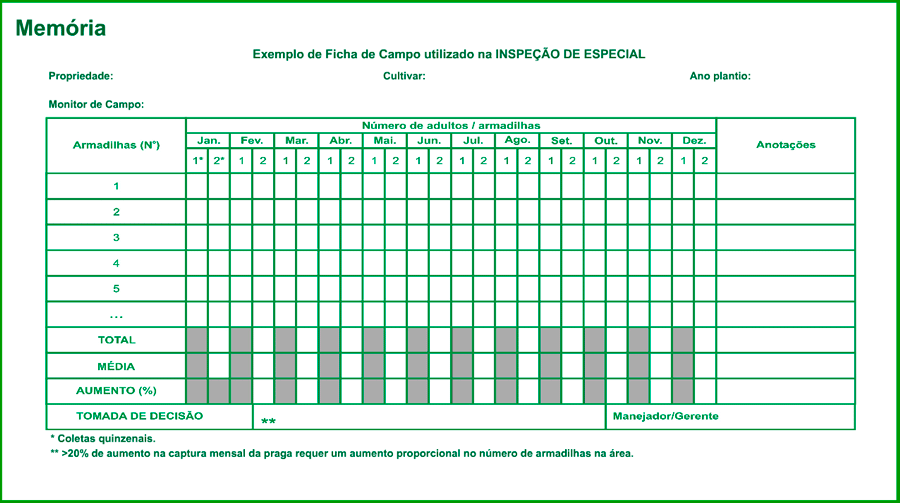 Memória
Exemplo de Ficha de Campo utilizado na INSPEÇÃO DE ESPECIAL
Propriedade: Cultivar: Ano plantio:
Monitor de Campo:
Armadilhas (N°) Número de adultos / armadilhas Anotações
Jan. Fev. Mar. Abr. Mai. Jun. Jul. Ago. Set. Out. Nov. Dez.
1* 2* 1 2 1 2 1 2 1 2 1 2 1 2 1 2 1 2 1 2 1 2 1 2
1
2
3
4
5
...
TOTAL
MÉDIA
AUMENTO (%)
TOMADA DE DECISÃO ** Manejador/Gerente
* Coletas quinzenais.
** >20% de aumento na captura mensal da praga requer um aumento proporcional no número de armadilhas na área.